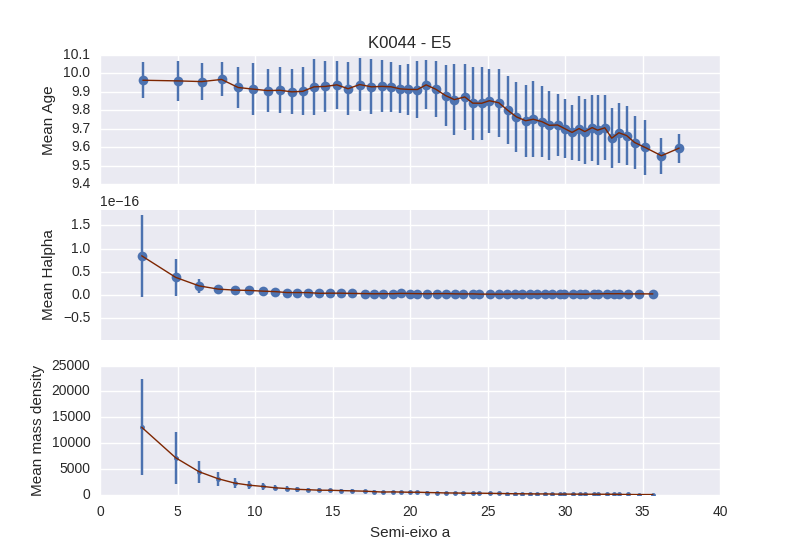 K0044 - E5
10.1
10.0
9.9
9.8
9.7
9.6
9.5
9.4
Mean Age
1e−16
1.5
1.0
0.5
0.0
−0.5
Mean Halpha
25000
20000
15000
10000
5000
0
Mean mass density
0 5 10 15 20 25 30 35 40
Semi-eixo a